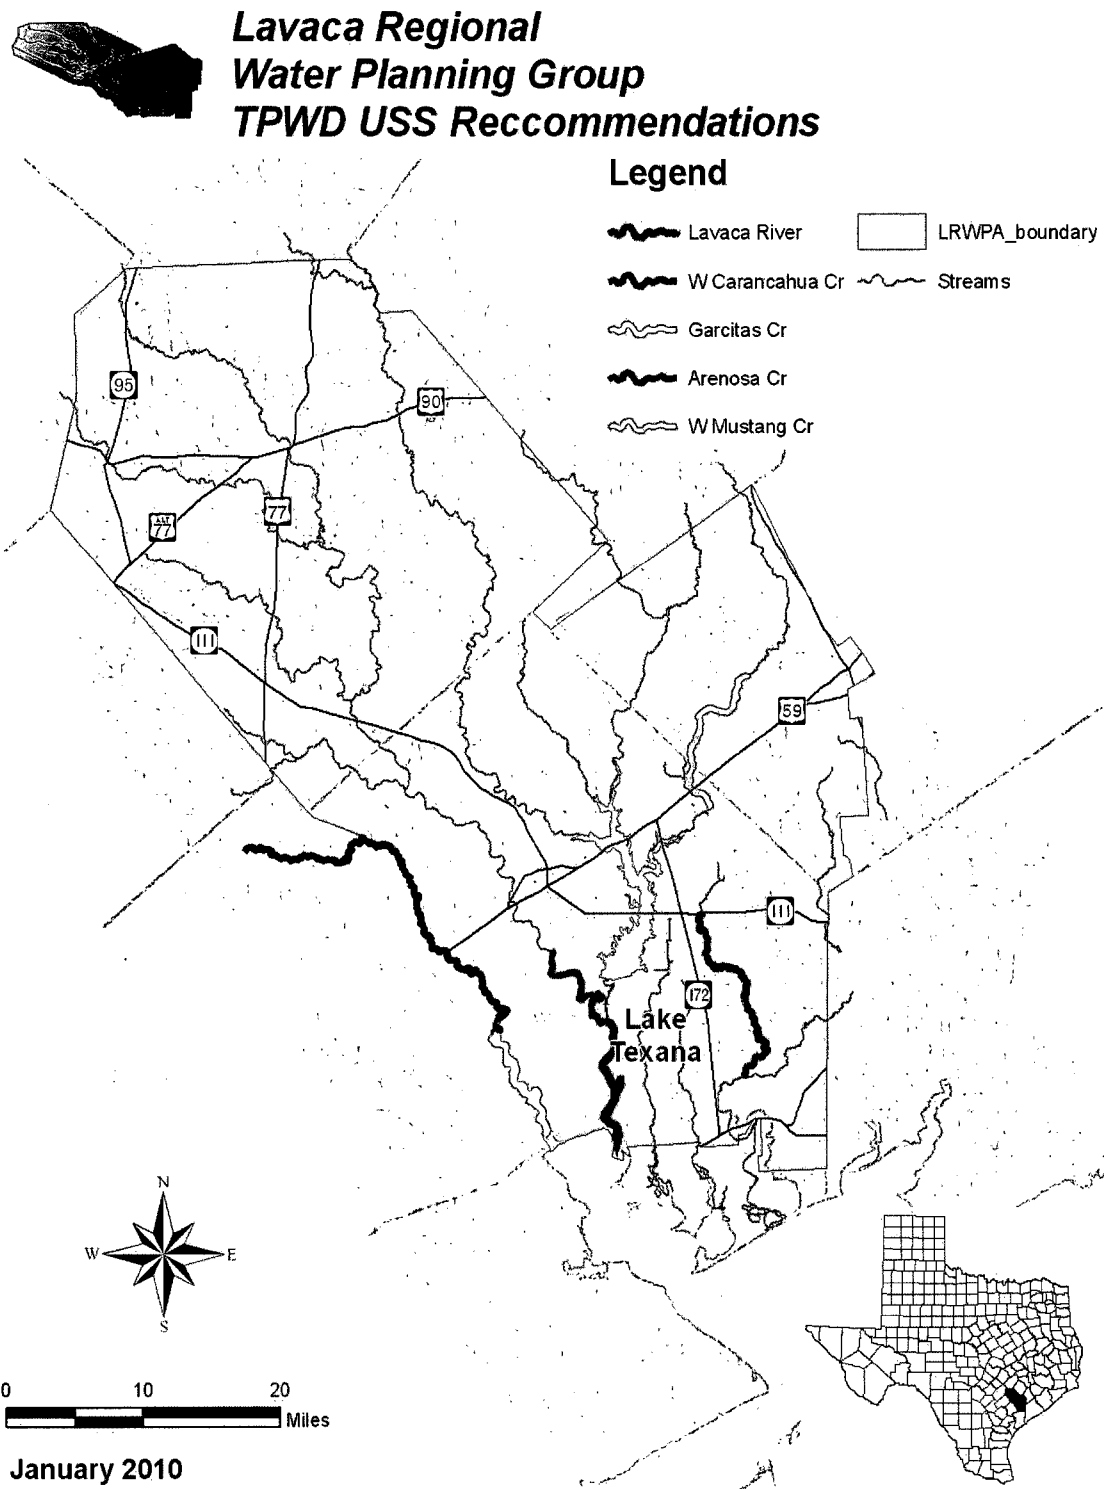 Lavaca Regional
Water Planning Group
TPWD USS Reccommendations
Legend
Lavaca River
LRWPA_boundary
W Carancahua Cr
Streams
Garcitas Cr
Arenosa Cr
W Mustang Cr
95
90
ALT
77
77
111
59
111
172
Lake
Texana
N
W
E
S
0
10
20
Miles
January 2010